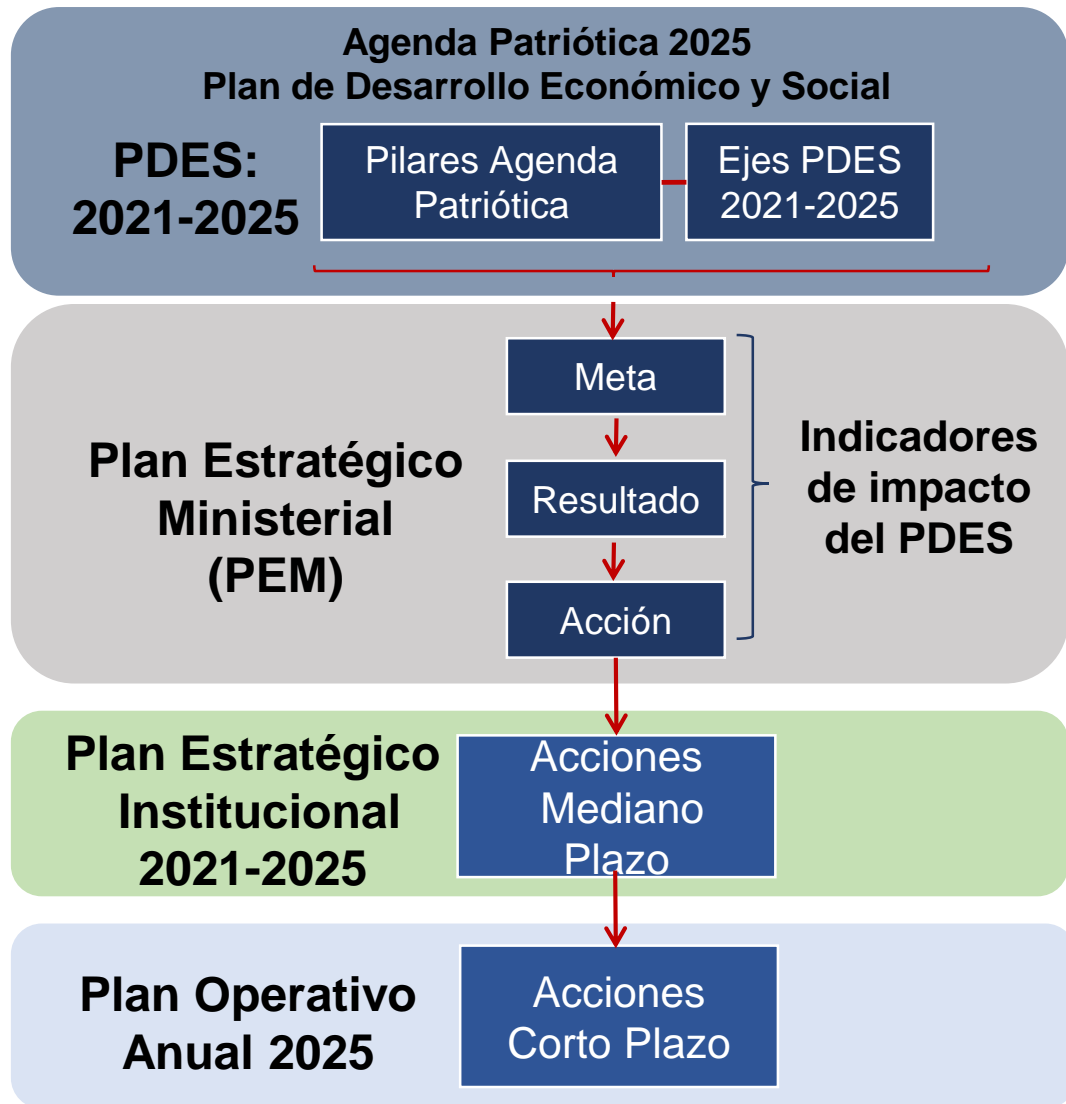 Agenda Patriótica 2025
Plan de Desarrollo Económico y Social
PDES:
2021-2025
Pilares Agenda
Patriótica
Ejes PDES
2021-2025
Plan Estratégico
Ministerial
(PEM)
Meta
Resultado
Acción
Indicadores
de impacto
del PDES
Plan Estratégico
Institucional
2021-2025
Acciones
Mediano
Plazo
Plan Operativo
Anual 2025
Acciones
Corto Plazo